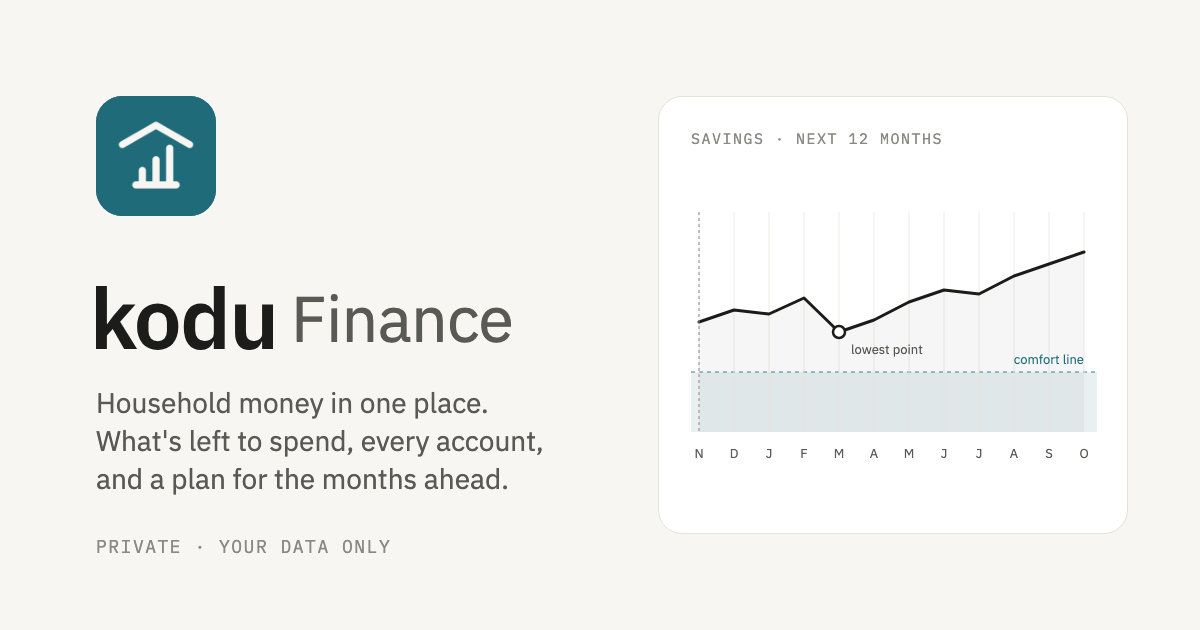 kodu Finance
Household money in one place.
What's left to spend, every account,
and a plan for the months ahead.
PRIVATE · YOUR DATA ONLY
SAVINGS · NEXT 12 MONTHS
lowest point
comfort line
N D J F M A M J J A S O